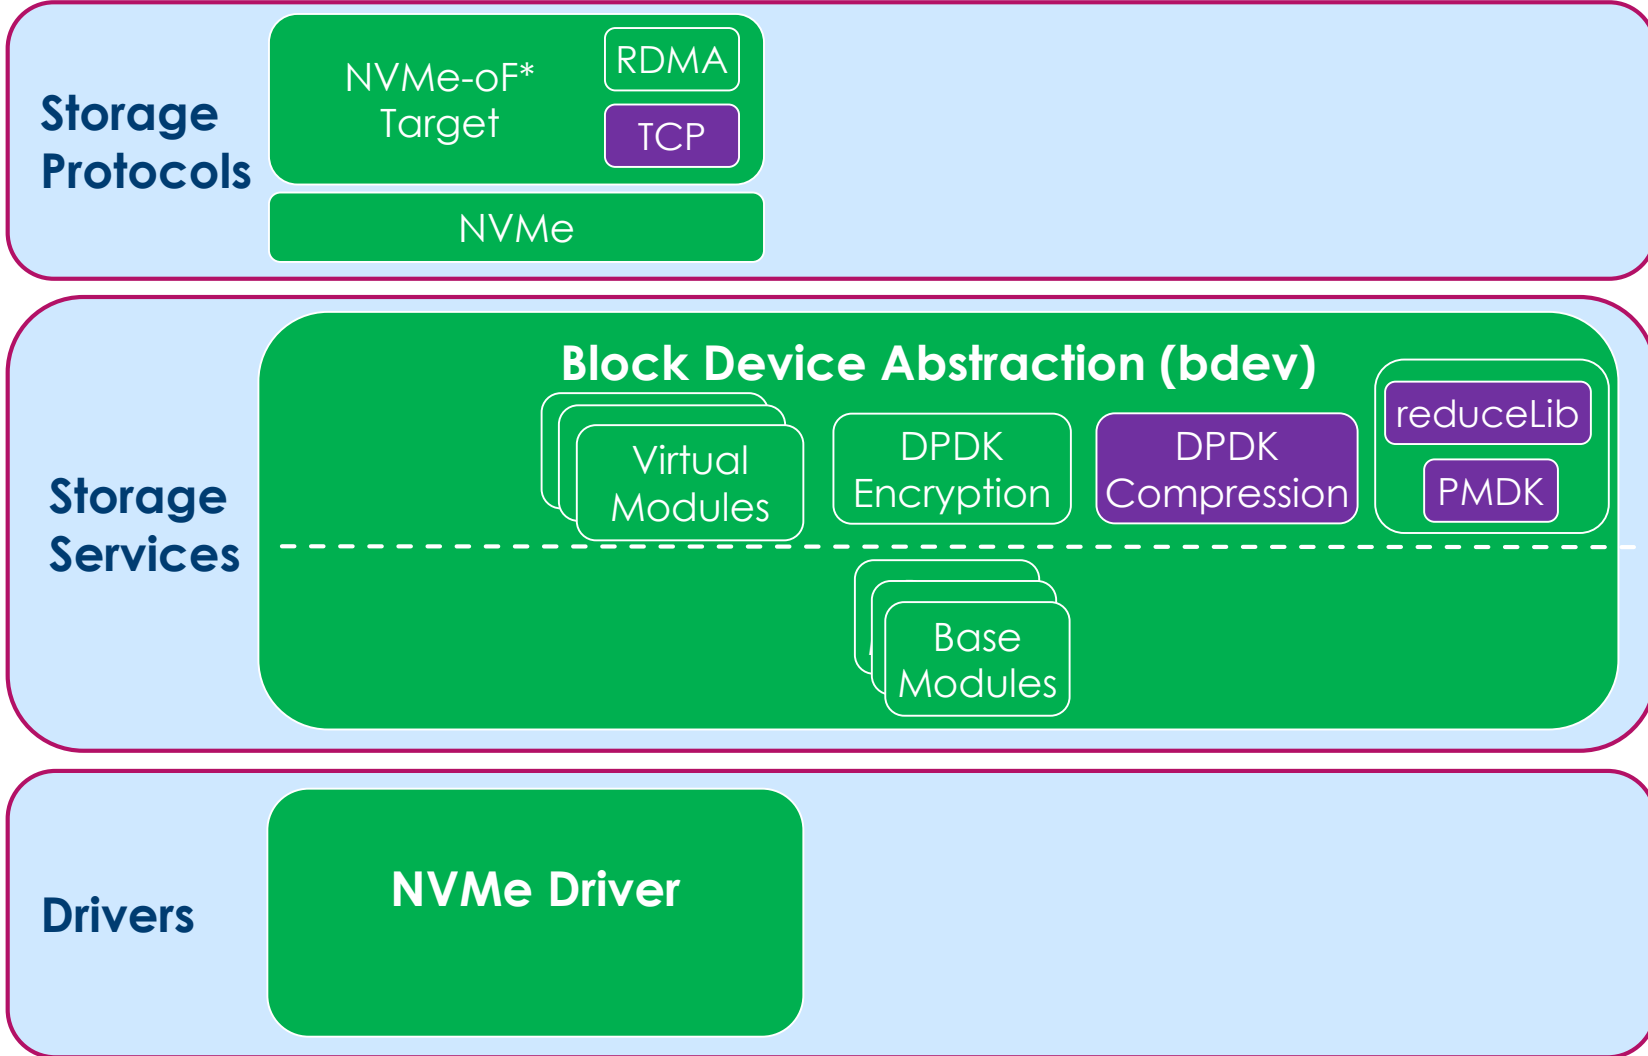 Storage
Protocols
NVMe-oF*
Target
RDMA
TCP
NVMe
Storage
Services
Block Device Abstraction (bdev)
Virtual
Modules
DPDK
Encryption
DPDK
Compression
reduceLib
PMDK
Base
Modules
Drivers
NVMe Driver